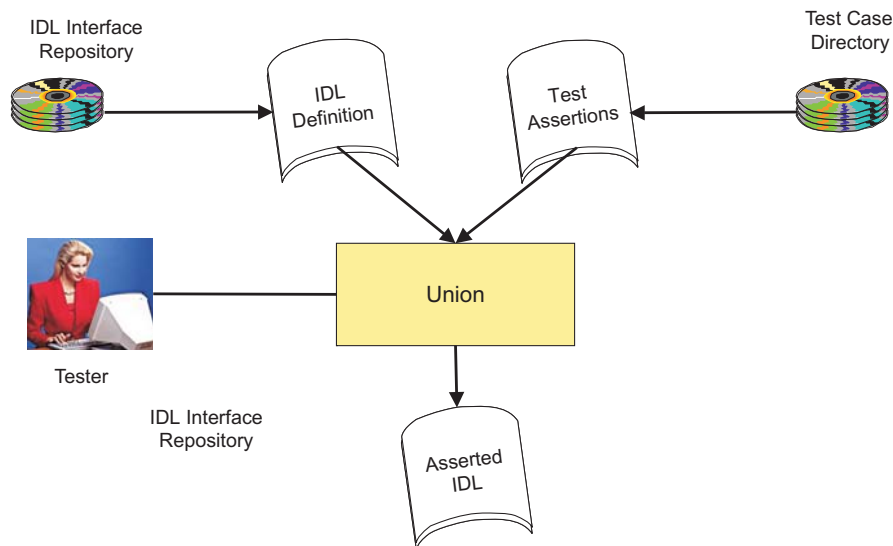 IDL Interface
Repository
Test Case
Directory
IDL
Definition
Test
Assertions
Union
Tester
IDL Interface
Repository
Asserted
IDL